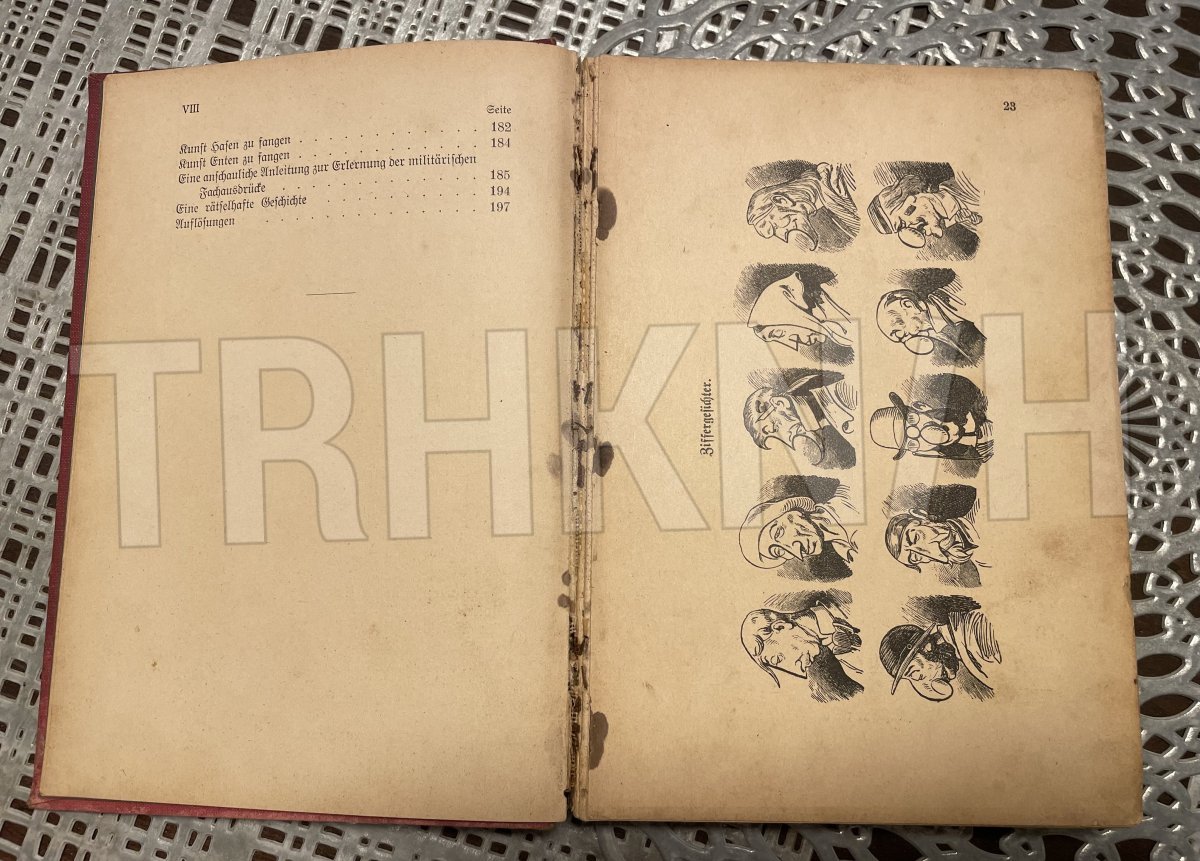 VIII
Seite
Kunst Hasen zu fangen . . . . . . . . . . . 182
Kunst Enten zu fangen . . . . . . . . . . . 184
Eine anschauliche Anleitung zur Erlernung der militärischen
Fachausdrücke . . . . . . . . . . . . 185
Eine rätselhafte Geschichte . . . . . . . . . . 194
Auflösungen . . . . . . . . . . . . . 197
23
Ziffergesichter.
TRHKNH